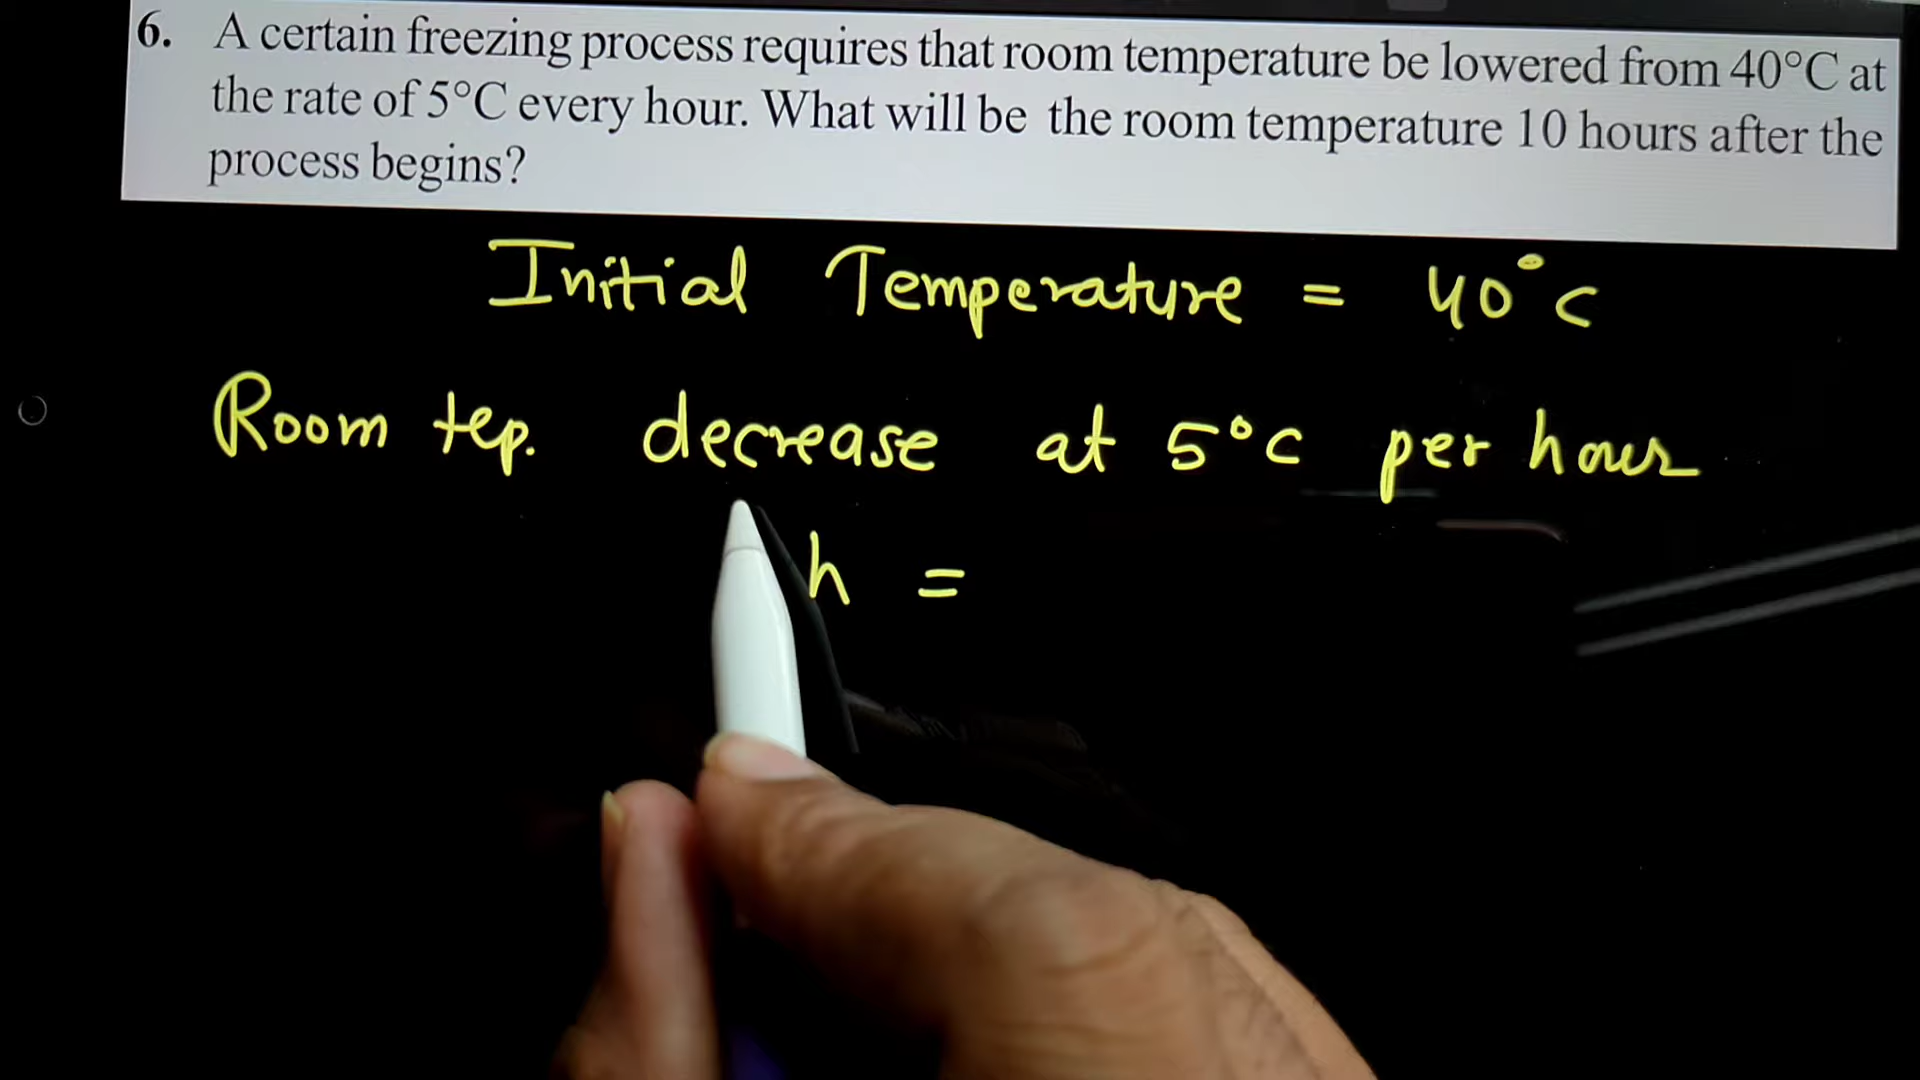 6. A certain freezing process requires that room temperature be lowered from 40°C at
the rate of 5°C every hour. What will be the room temperature 10 hours after the
process begins?
Initial Temperature = 40°C
Room tep. decrease at 5°C per hour
h =